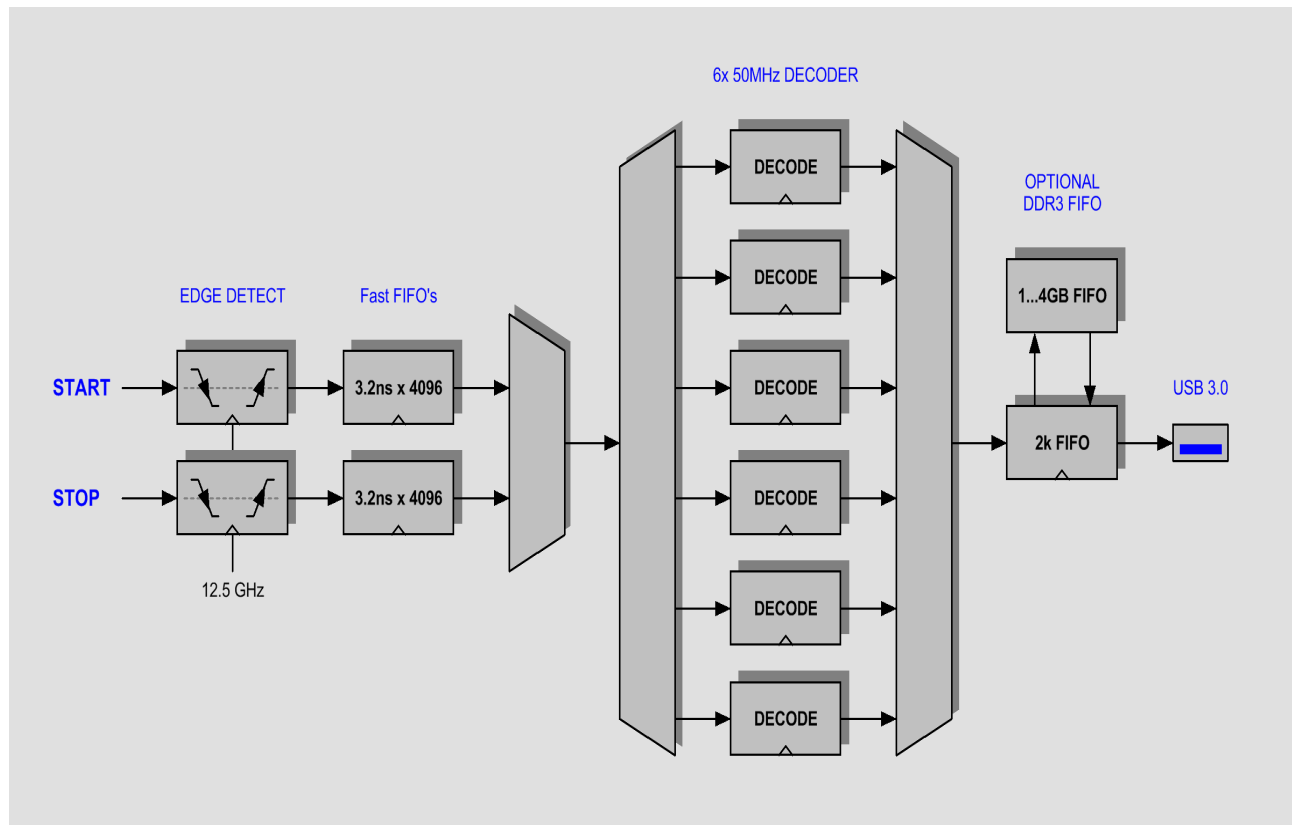 6x 50MHz DECODER
DECODE
OPTIONAL
DDR3 FIFO
DECODE
EDGE DETECT
Fast FIFO's
1...4GB FIFO
START
3.2ns x 4096
DECODE
USB 3.0
2k FIFO
STOP
3.2ns x 4096
DECODE
12.5 GHz
DECODE
DECODE